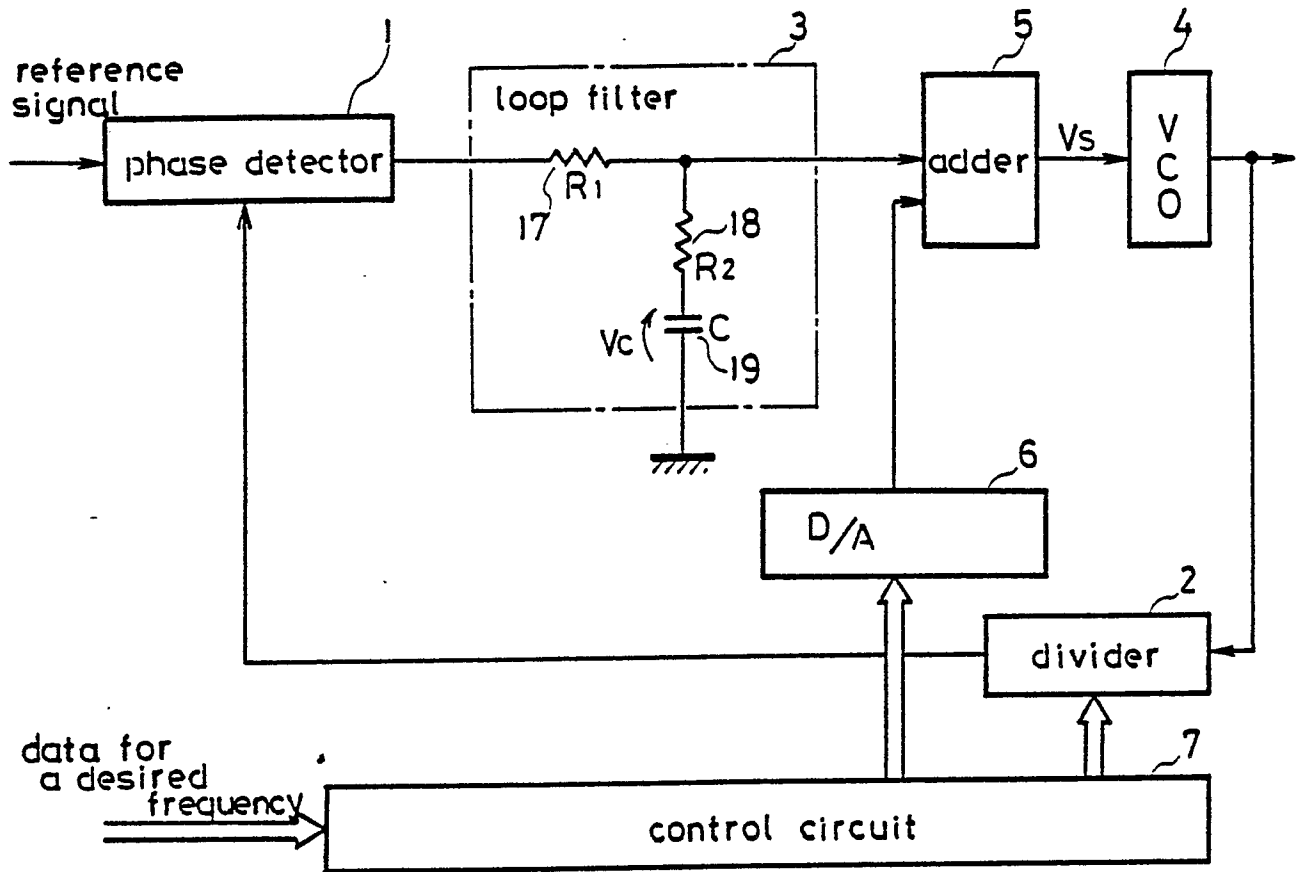 1
3
5
4
reference
signal
loop filter
phase detector
adder
Vs
V
C
O
R1
17
18
R2
Vc
C
19
6
D/A
2
divider
data for
a desired
frequency
7
control circuit